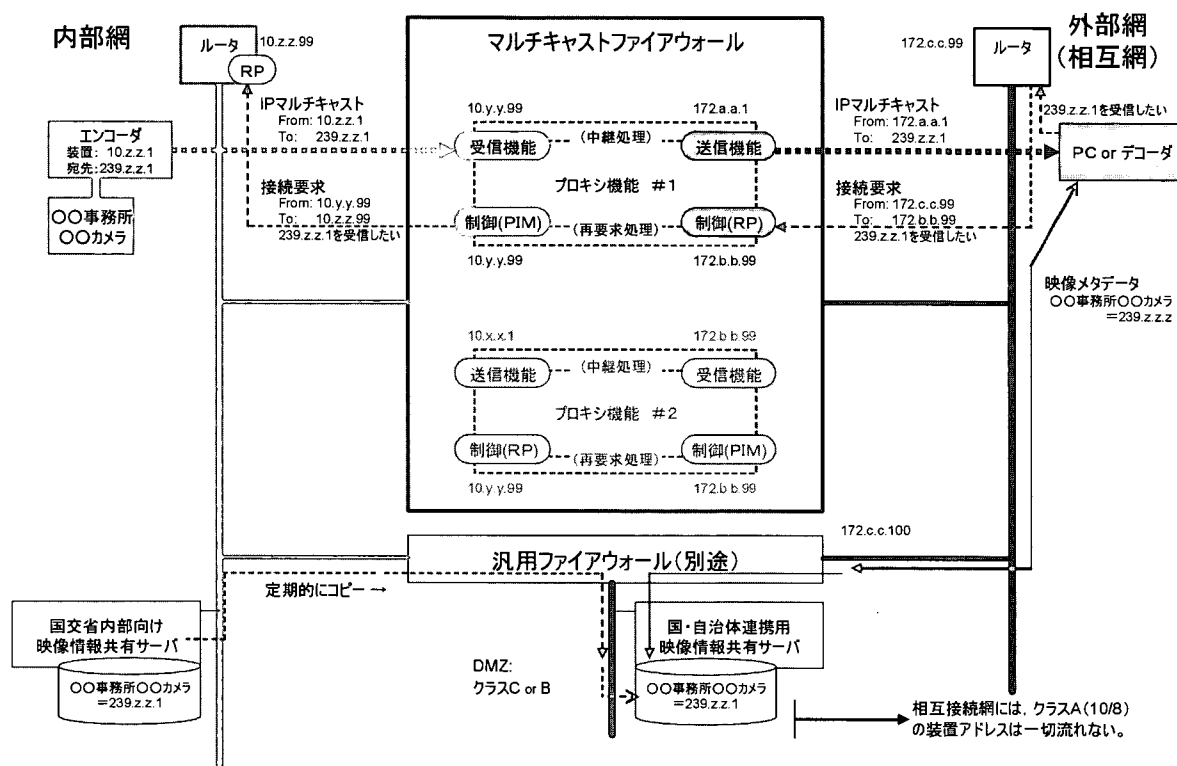 内部網
ルータ
10.z.z.99
RP
マルチキャストファイアウォール
172.c.c.99
ルータ
外部網
(相互網)
エンコーダ
装置: 10.z.z.1
宛先:239.z.z.1
〇〇事務所
〇〇カメラ
IPマルチキャスト
From: 10.z.z.1
To: 239.z.z.1
接続要求
From: 10.y.y.99
To: 10.z.z.99
239.z.z.1を受信したい
10.y.y.99
172.a.a.1
受信機能
(中継処理)
送信機能
プロキシ機能 #1
制御(PIM)
(再要求処理)
制御(RP)
10.y.y.99
172.b.b.99
IPマルチキャスト
From: 172.a.a.1
To: 239.z.z.1
接続要求
From: 172.c.c.99
To: 172.b.b.99
239.z.z.1を受信したい
239.z.z.1を受信したい
PC or デコーダ
映像メタデータ
〇〇事務所〇〇カメラ
=239.z.z.z
10.x.x.1
172.b.b.99
送信機能
(中継処理)
受信機能
プロキシ機能 #2
制御(RP)
(再要求処理)
制御(PIM)
10.y.y.99
172.b.b.99
172.c.c.100
汎用ファイアウォール(別途)
定期的にコピー →
国交省内部向け
映像情報共有サーバ
〇〇事務所〇〇カメラ
=239.z.z.1
DMZ:
クラスC or B
国・自治体連携用
映像情報共有サーバ
〇〇事務所〇〇カメラ
=239.z.z.1
相互接続網には、クラスA(10/8)
の装置アドレスは一切流れない。